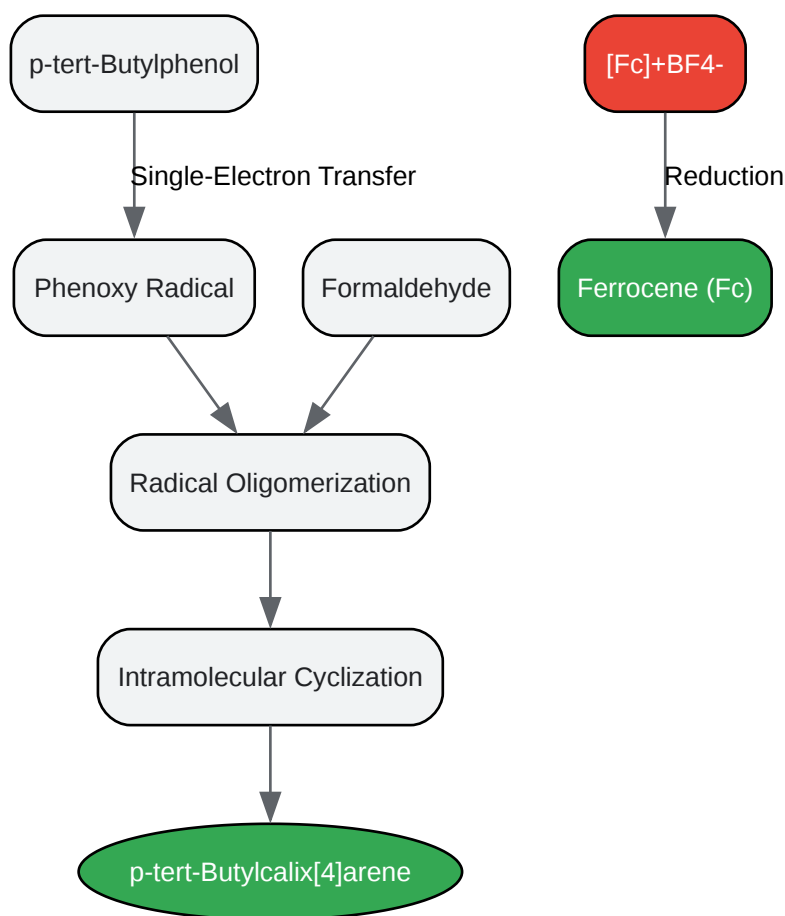 p-tert-Butylphenol
[Fc]+BF4-
Single-Electron Transfer
Reduction
Phenoxy Radical
Formaldehyde
Ferrocene (Fc)
Radical Oligomerization
Intramolecular Cyclization
p-tert-Butylcalix[4]arene